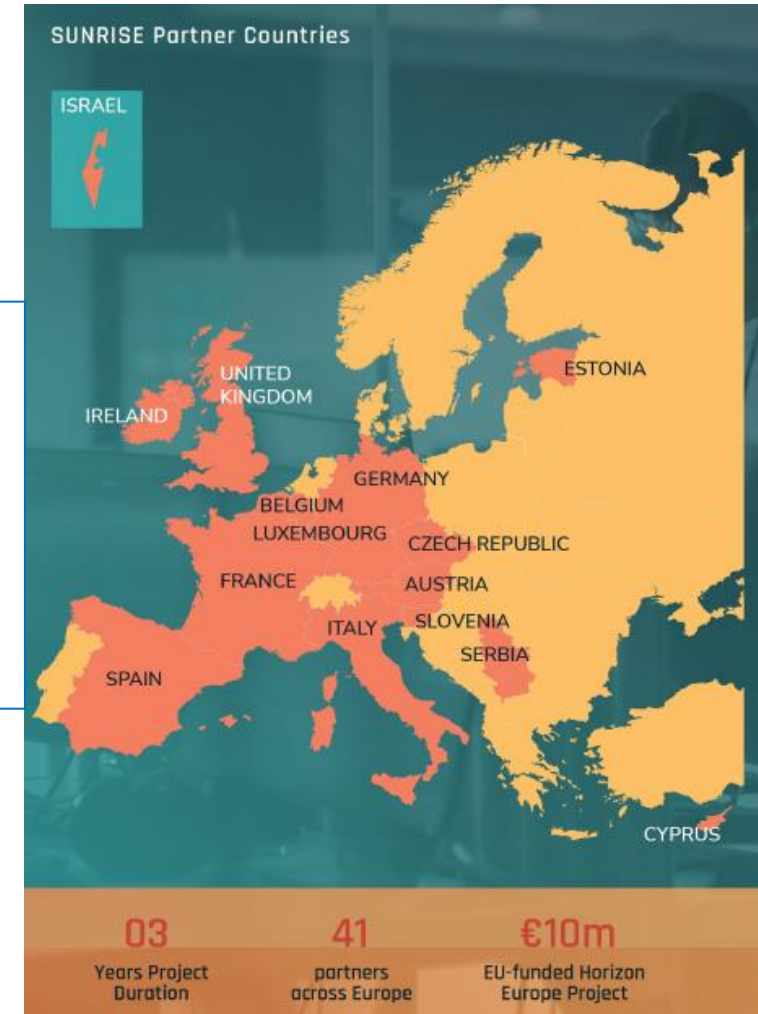 SUNRISE Partner Countries
ISRAEL
ESTONIA
UNITED
KINGDOM
IRELAND
GERMANY
BELGIUM
LUXEMBOURG
CZECH REPUBLIC
FRANCE
AUSTRIA
SLOVENIA
ITALY
SERBIA
SPAIN
CYPRUS
03
Years Project
Duration
41
partners
across Europe
€10m
EU-funded Horizon
Europe Project